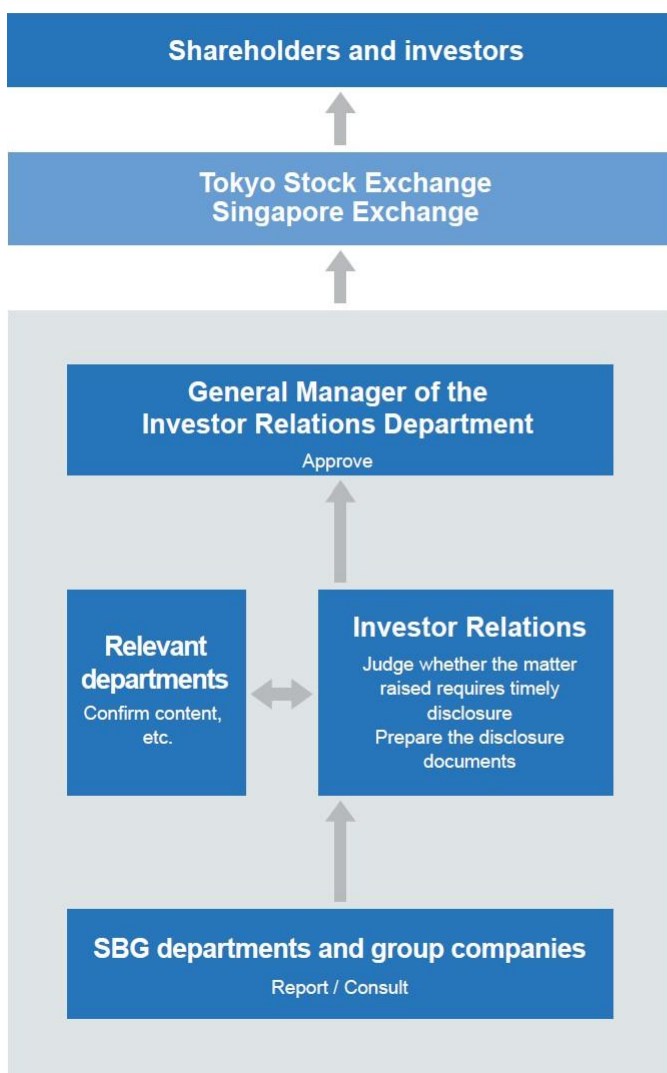 Shareholders and investors
Tokyo Stock Exchange
Singapore Exchange
General Manager of the
Investor Relations Department
Approve
Relevant
departments
Confirm content,
etc.
Investor Relations
Judge whether the matter
raised requires timely
disclosure
Prepare the disclosure
documents
SBG departments and group companies
Report / Consult